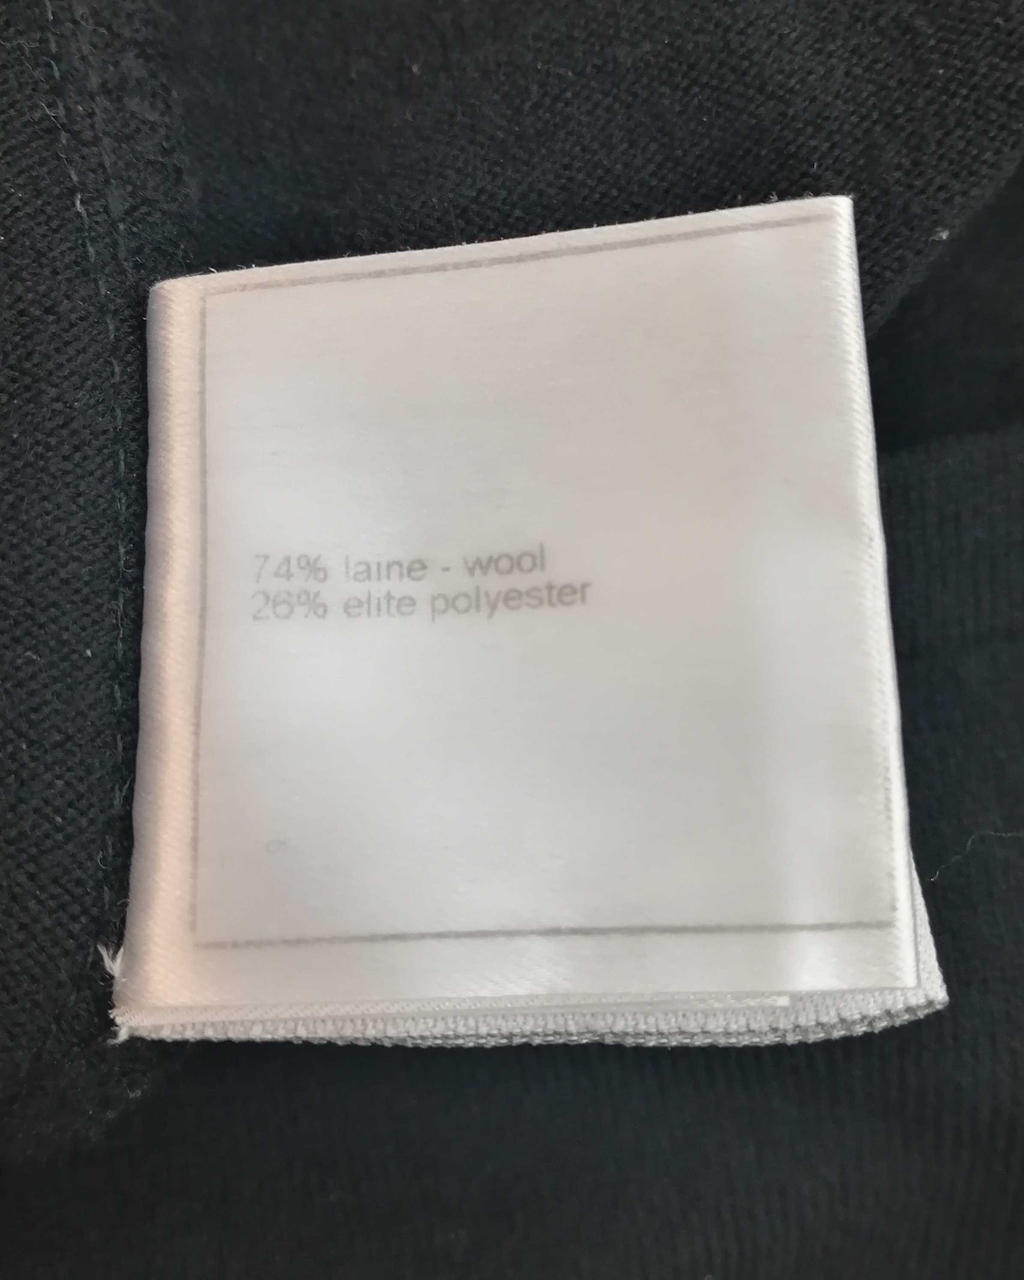 74% laine - wool
26% elite polyester